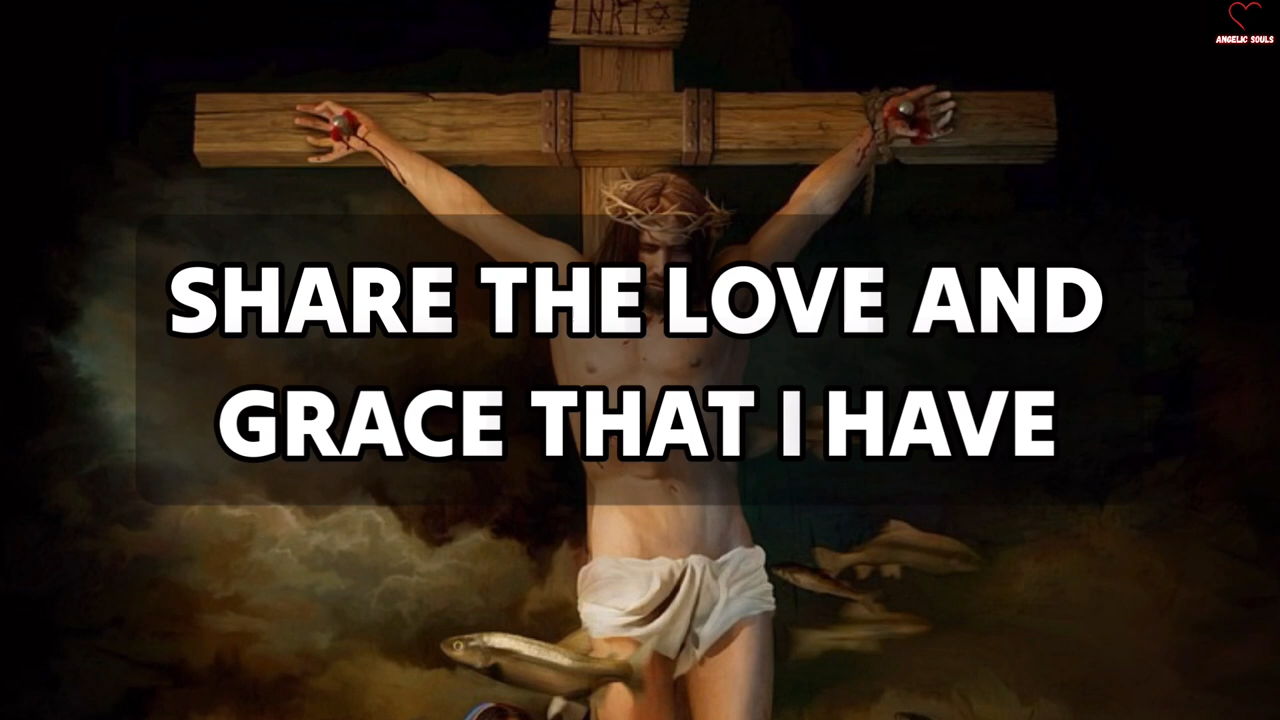 INRI
ANGELIC SOULS
SHARE THE LOVE AND
GRACE THAT I HAVE